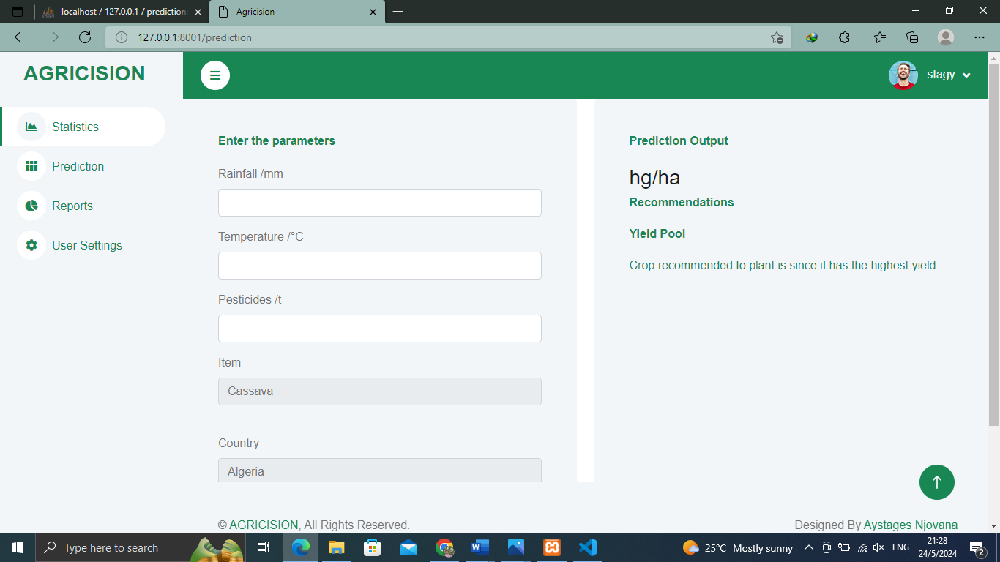 localhost / 127.0.0.1 / prediction
Agricision
127.0.0.1:8001/prediction
AGRICISION
stagy
Statistics
Prediction
Reports
User Settings
Enter the parameters
Rainfall /mm
Temperature /°C
Pesticides /t
Item
Cassava
Country
Algeria
Prediction Output
hg/ha
Recommendations
Yield Pool
Crop recommended to plant is since it has the highest yield
© AGRICISION, All Rights Reserved.
Designed By Aystages Njovana
Type here to search
25°C Mostly sunny
ENG
21:28
24/5/2024
2